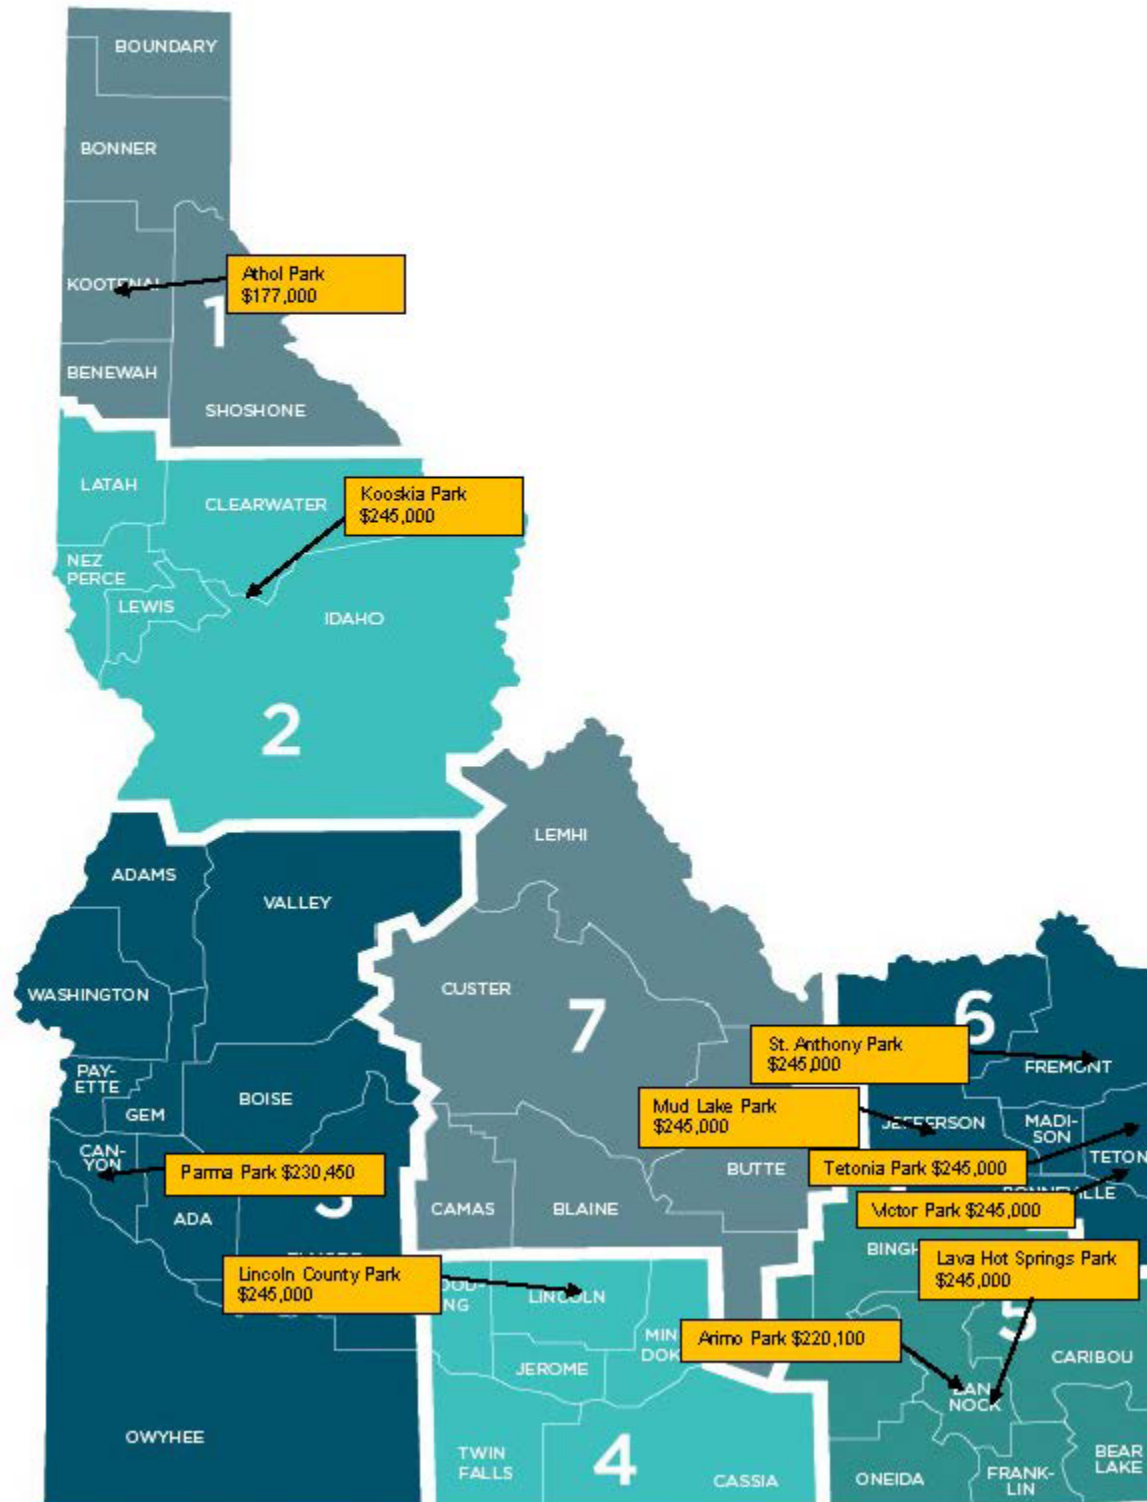 BOUNDARY
BONNER
Athol Park
$177,000
1
BENEWAH
SHOSHONE
LATAH
CLEARWATER
Kooskia Park
$245,000
NEZ
PERCE
LEWIS
IDAHO
2
LEMHI
ADAMS
VALLEY
WASHINGTON
CUSTER
7
6
St. Anthony Park
$245,000
FREMONT
PAY-
ETTE
GEM
BOISE
Mud Lake Park
$245,000
JEFFERSON
MADI-
SON
CAN-
YON
Parma Park $230,450
BUTTE
Tetonia Park $245,000
TETON
ADA
CAMAS
BLAINE
Victor Park $245,000
Lava Hot Springs Park
$245,000
Lincoln County Park
$245,000
LINCOLN
JEROME
Arimo Park $220,100
CARIBOU
NOCK
OWYHEE
TWIN
FALLS
4
CASSIA
ONEIDA
FRANK-
LIN
BEAR
LAKE